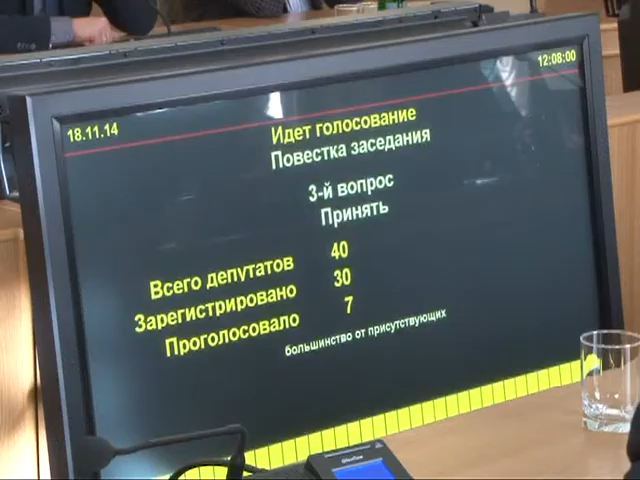 18.11.14 12:08:00
Идет голосование
Повестка заседания
3-й вопрос
Принять
Всего депутатов 40
Зарегистрировано 30
Проголосовало 7
большинство от присутствующих